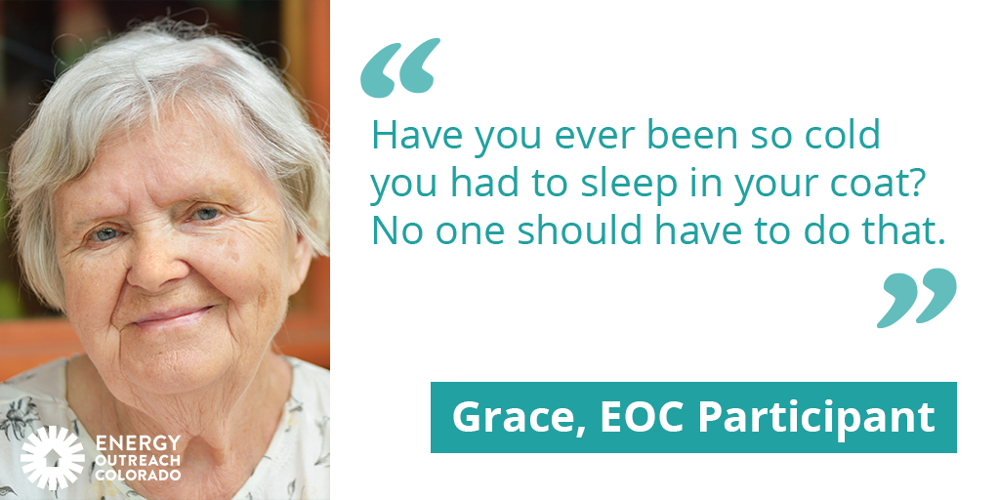 “
Have you ever been so cold
you had to sleep in your coat?
No one should have to do that.
”
Grace, EOC Participant
ENERGY
OUTREACH
COLORADO